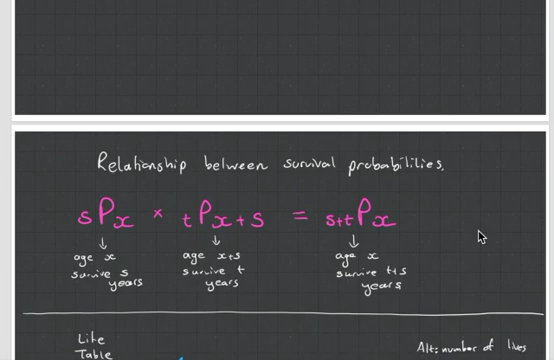 Relationship between survival probabilities.
sPx × tPx+s = s+tPx
age x
survive s
years
age x+s
survive t
years
age x
survive t+s
years
Life
Table
Alt: number of lives